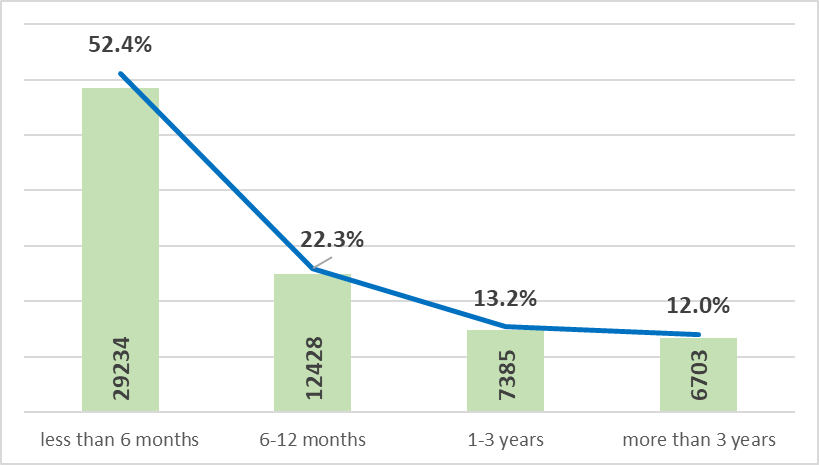 52.4%
22.3%
13.2%
12.0%
29234
12428
7385
6703
less than 6 months
6-12 months
1-3 years
more than 3 years